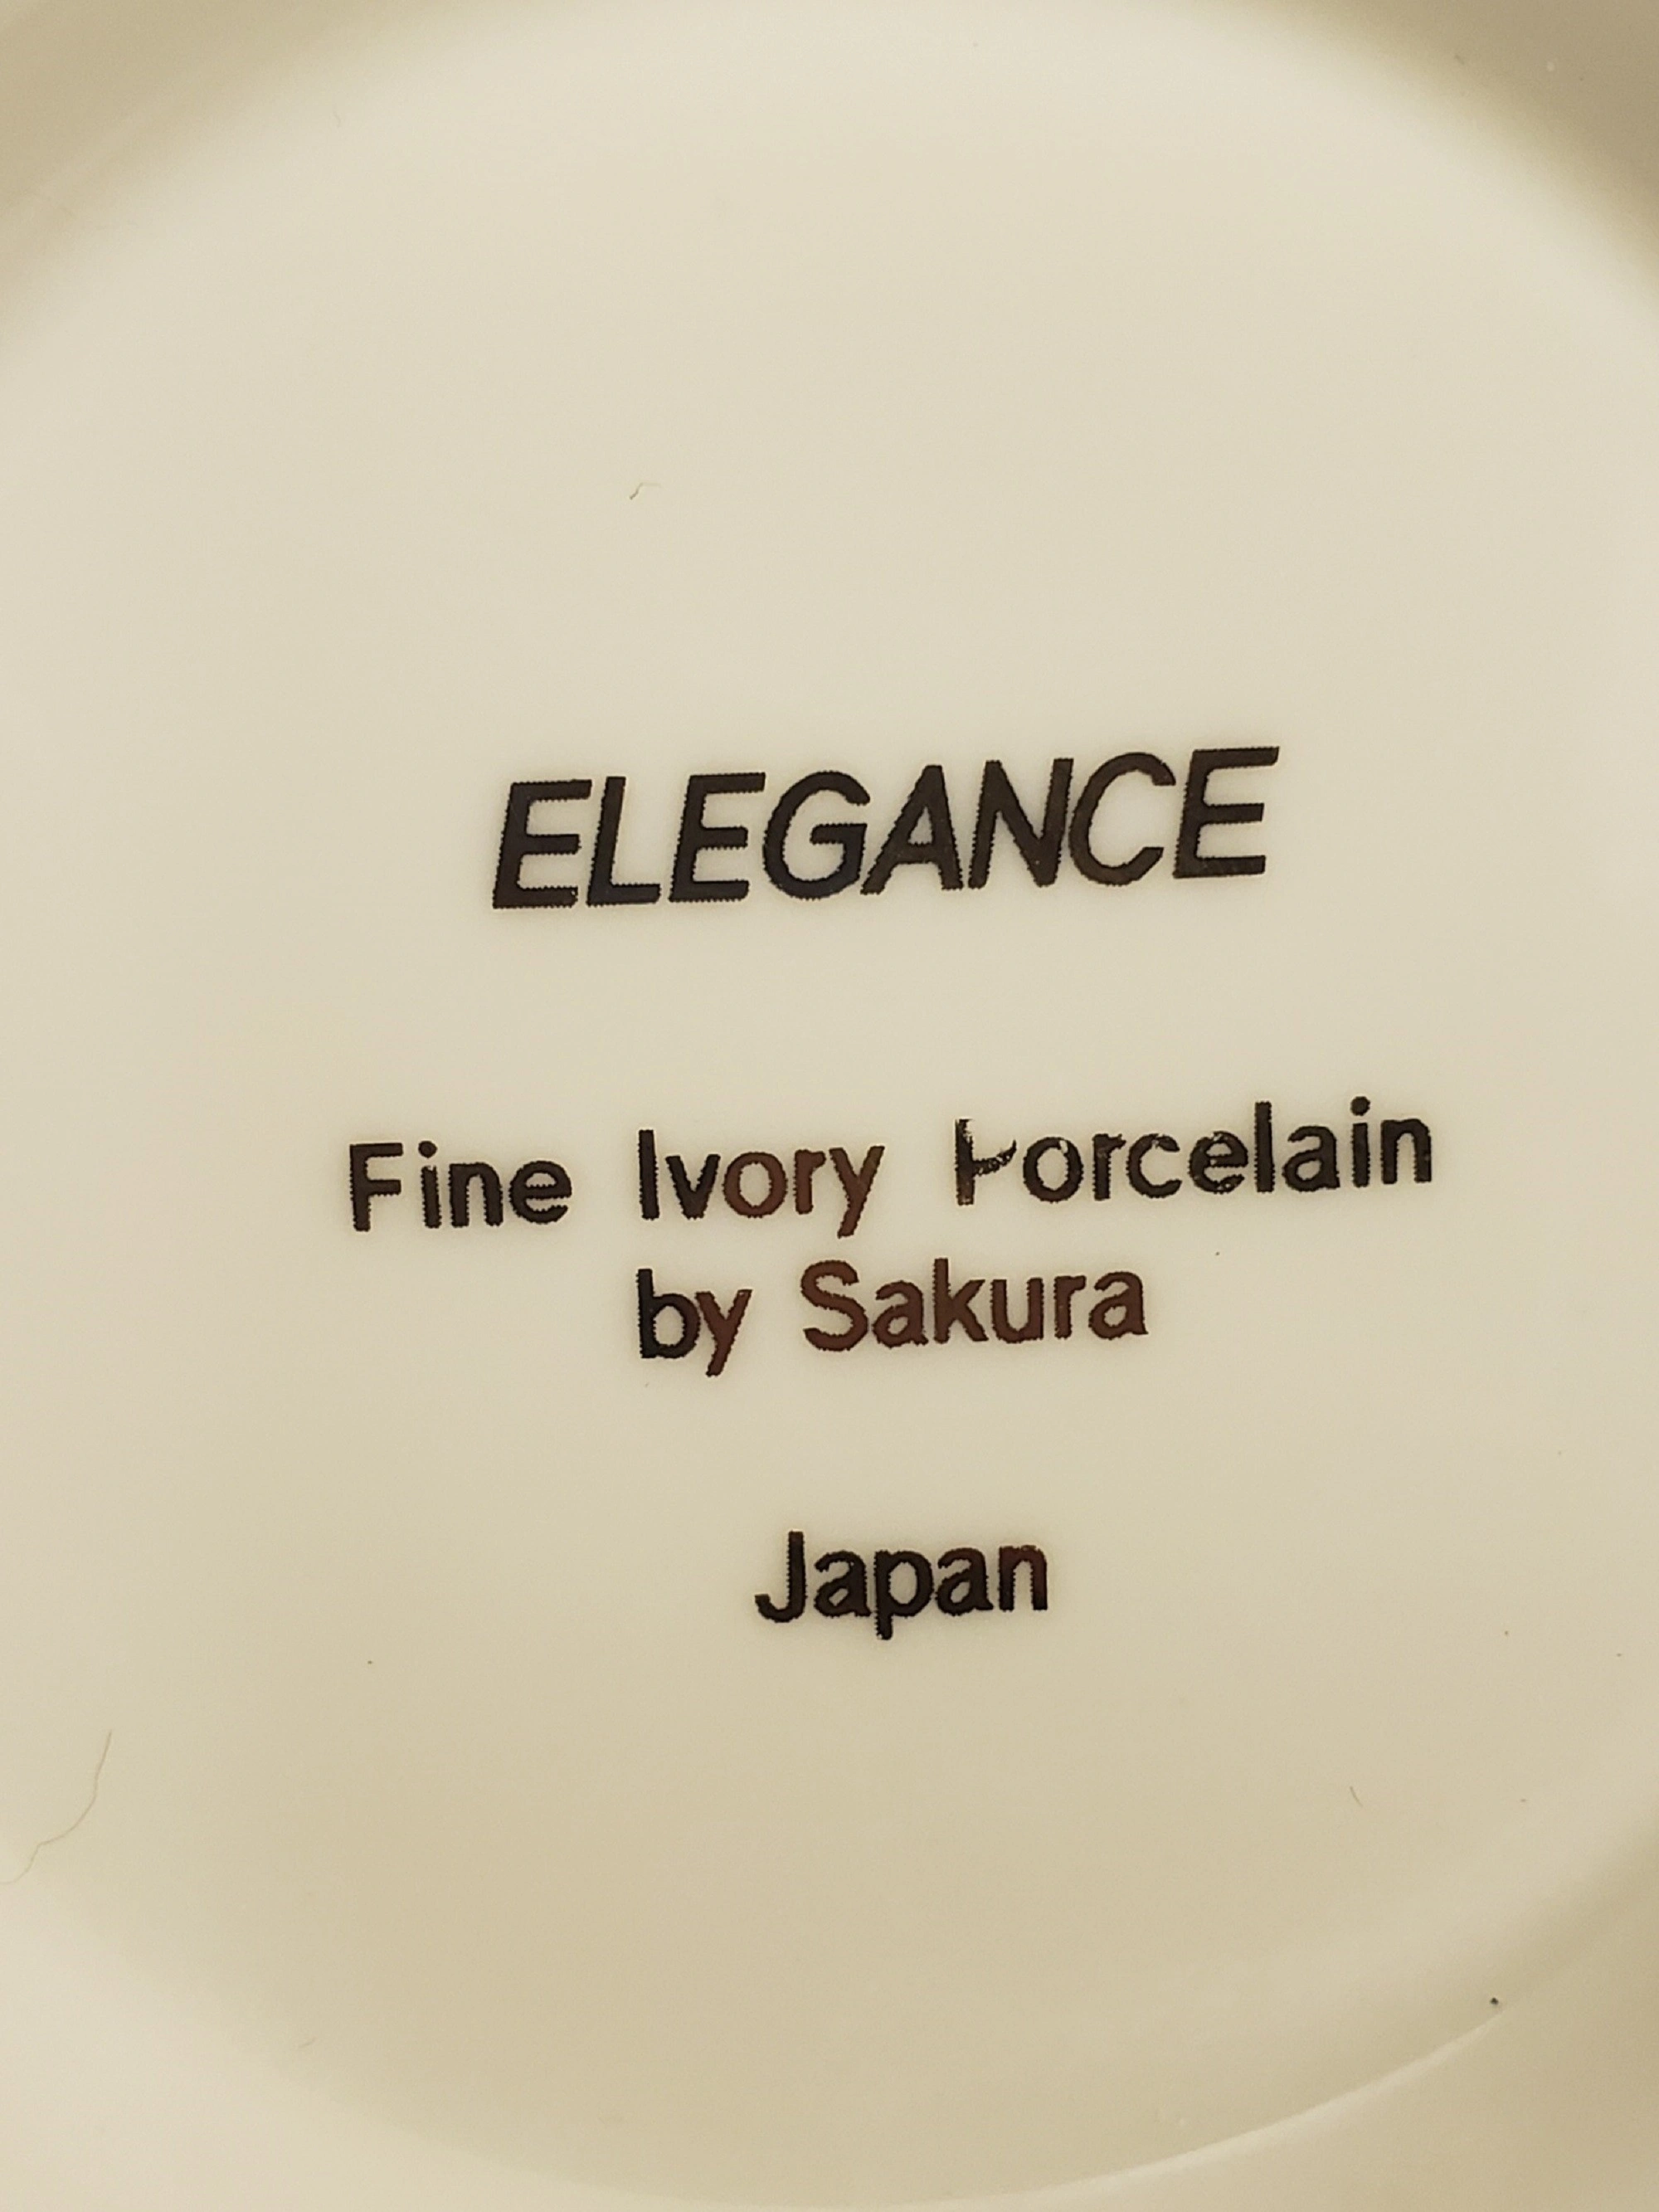 ELEGANCE
Fine Ivory Porcelain
by Sakura
Japan